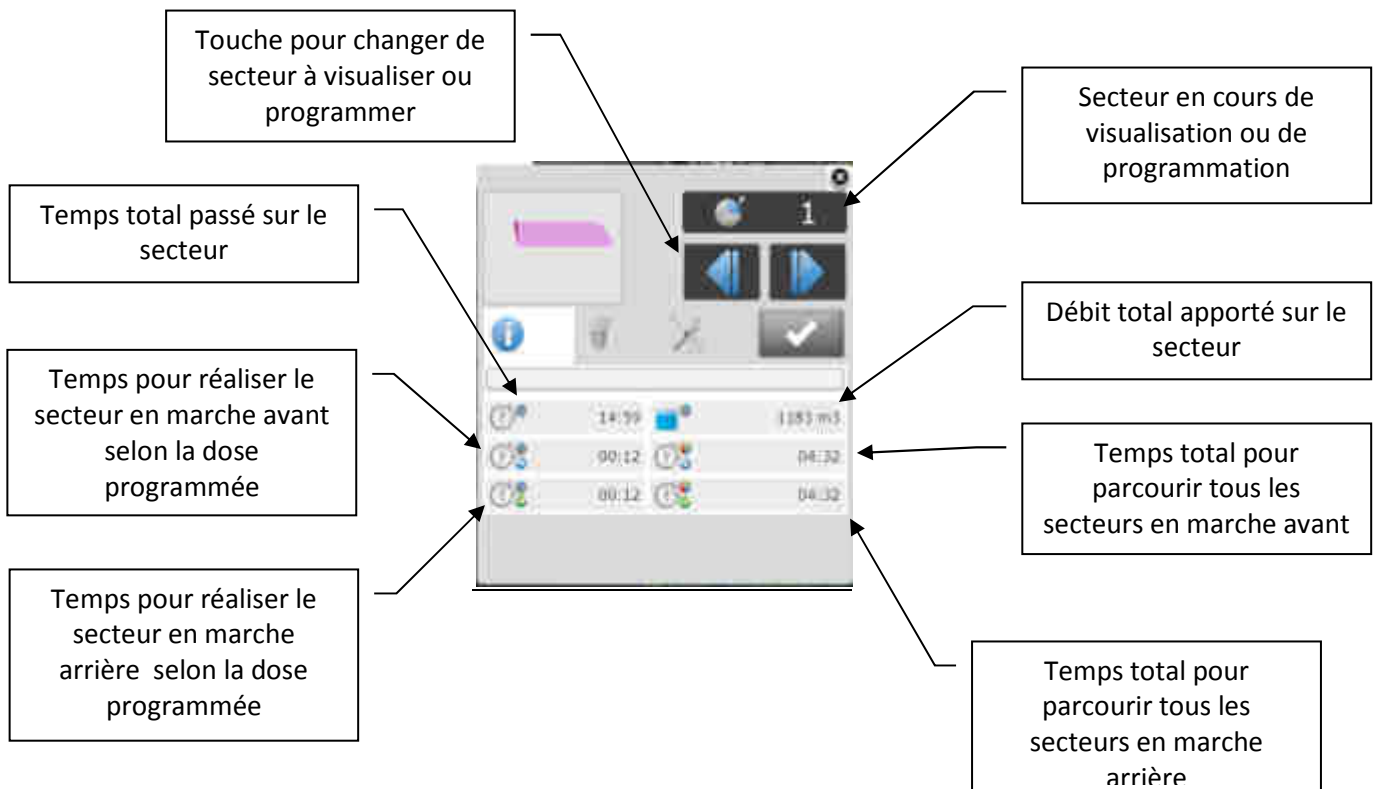 Touche pour changer de
secteur à visualiser ou
programmer
Secteur en cours de
visualisation ou de
programmation
Temps total passé sur le
secteur
Débit total apporté sur le
secteur
Temps pour réaliser le
secteur en marche avant
selon la dose
programmée
Temps total pour
parcourir tous les
secteurs en marche avant
Temps pour réaliser le
secteur en marche
arrière selon la dose
programmée
Temps total pour
parcourir tous les
secteurs en marche
arrière
1
14:59
1183 m3
00:12
04:32
00:12
04:32